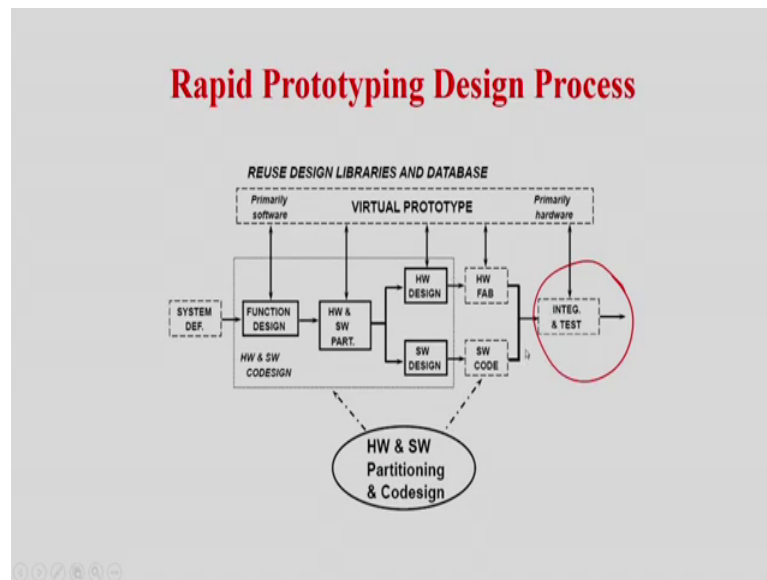 Rapid Prototyping Design Process
REUSE DESIGN LIBRARIES AND DATABASE
Primarily
software
VIRTUAL PROTOTYPE
Primarily
hardware
SYSTEM
DEF.
FUNCTION
DESIGN
HW &
SW
PART.
HW
DESIGN
HW
FAB
INTEG.
& TEST
SW
DESIGN
SW
CODE
HW & SW
CODESIGN
HW & SW
Partitioning
& Codesign